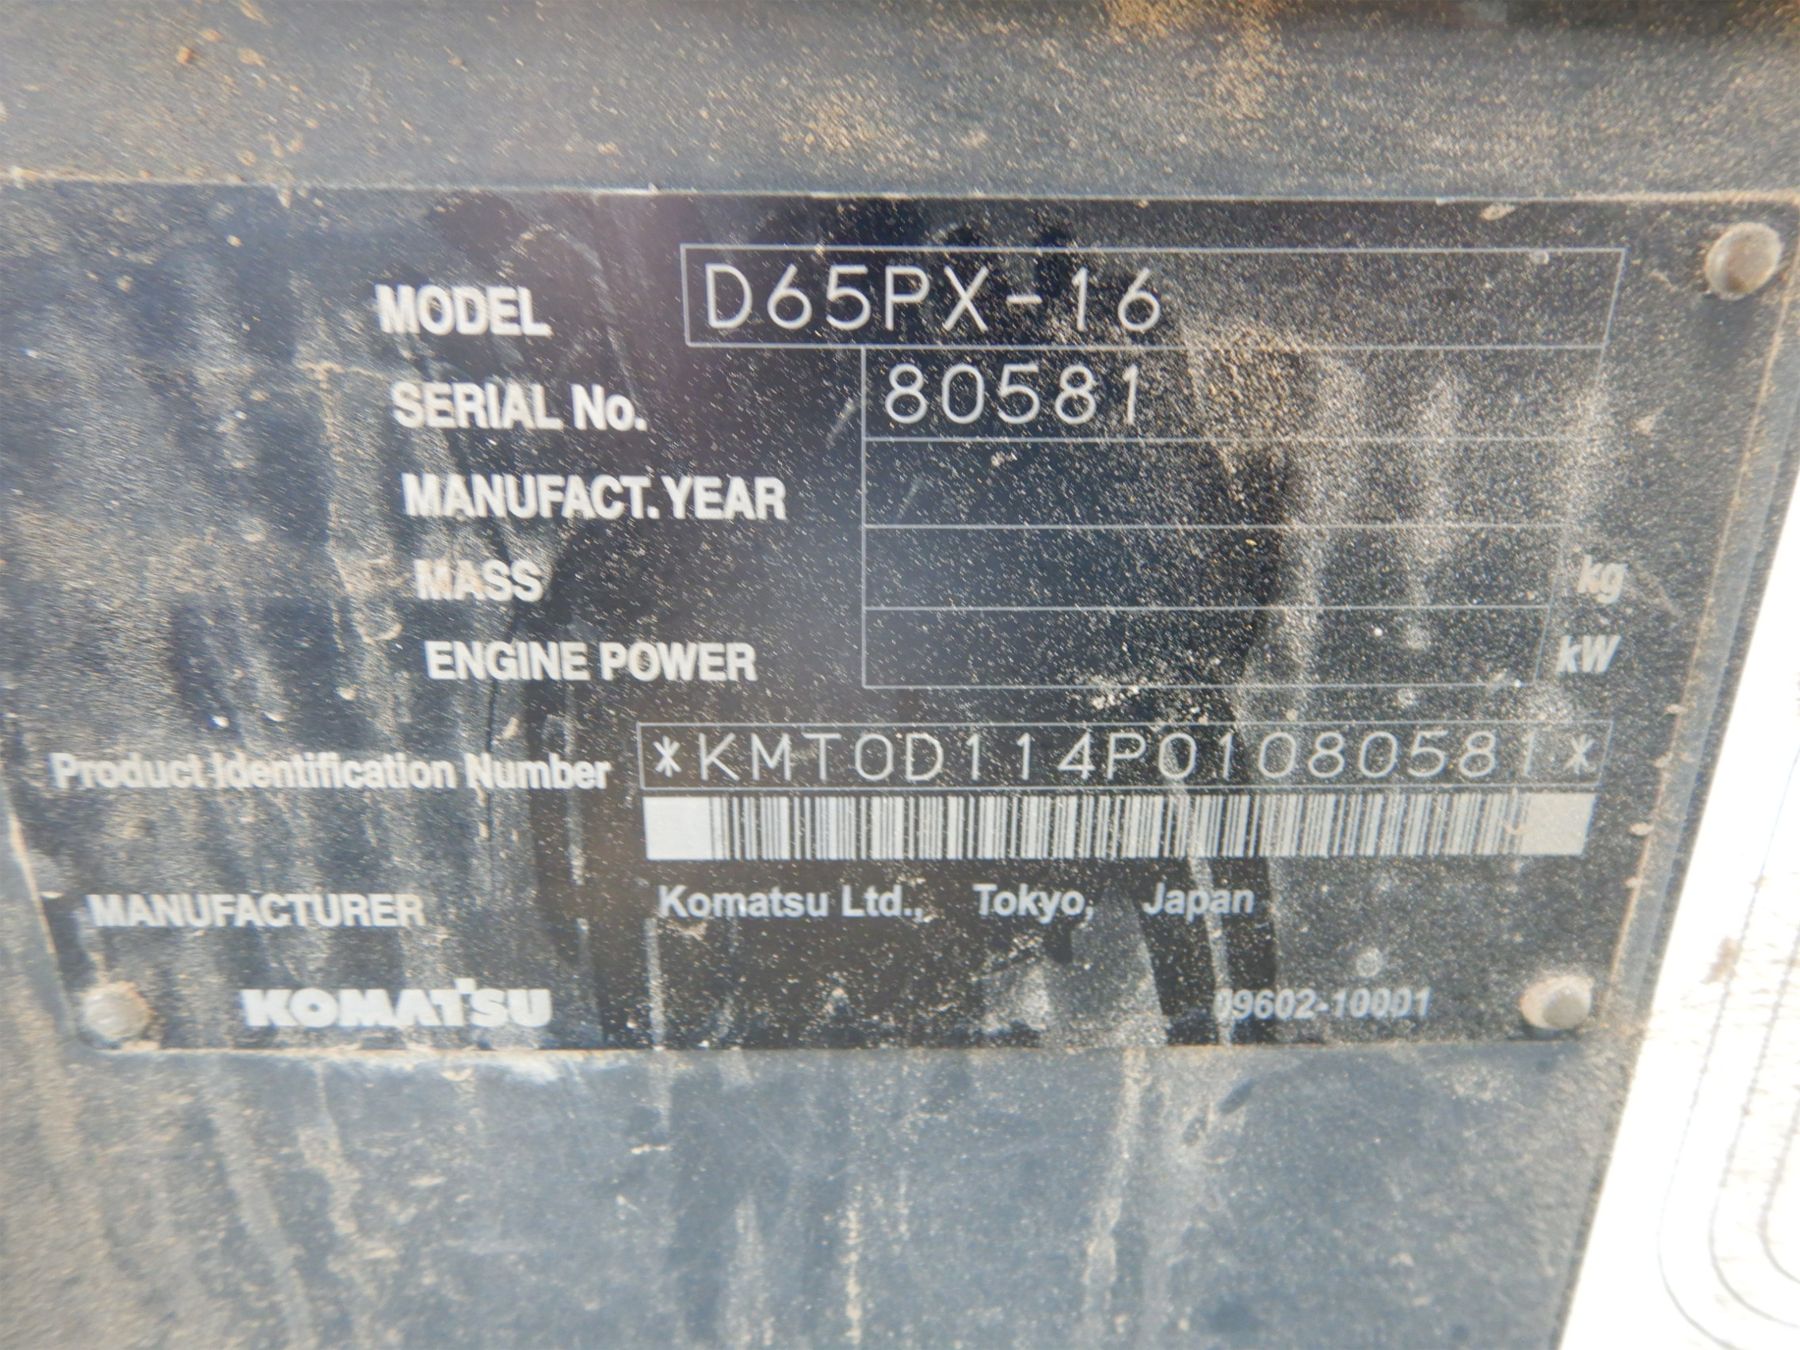 MODEL D65PX-16
SERIAL No. 80581
MANUFACT. YEAR
MASS kg
ENGINE POWER kW
Product Identification Number *KMT0D114P01080581*
MANUFACTURER Komatsu Ltd., Tokyo, Japan
KOMATSU 09602-10001